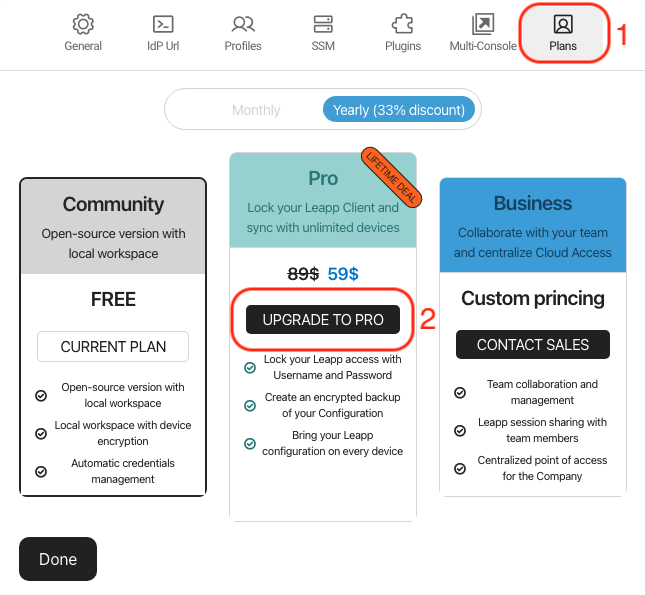 General
IdP Url
Profiles
SSM
Plugins
Multi-Console
Plans
1
Monthly
Yearly (33% discount)
Community
Open-source version with
local workspace
FREE
CURRENT PLAN
Open-source version with
local workspace
Local workspace with device
encryption
Automatic credentials
management
LIFETIME DEAL
Pro
Lock your Leapp Client and
sync with unlimited devices
89$ 59$
UPGRADE TO PRO
2
Lock your Leapp access with
Username and Password
Create an encrypted backup
of your Configuration
Bring your Leapp
configuration on every device
Business
Collaborate with your team
and centralize Cloud Access
Custom princing
CONTACT SALES
Team collaboration and
management
Leapp session sharing with
team members
Centralized point of access
for the Company
Done